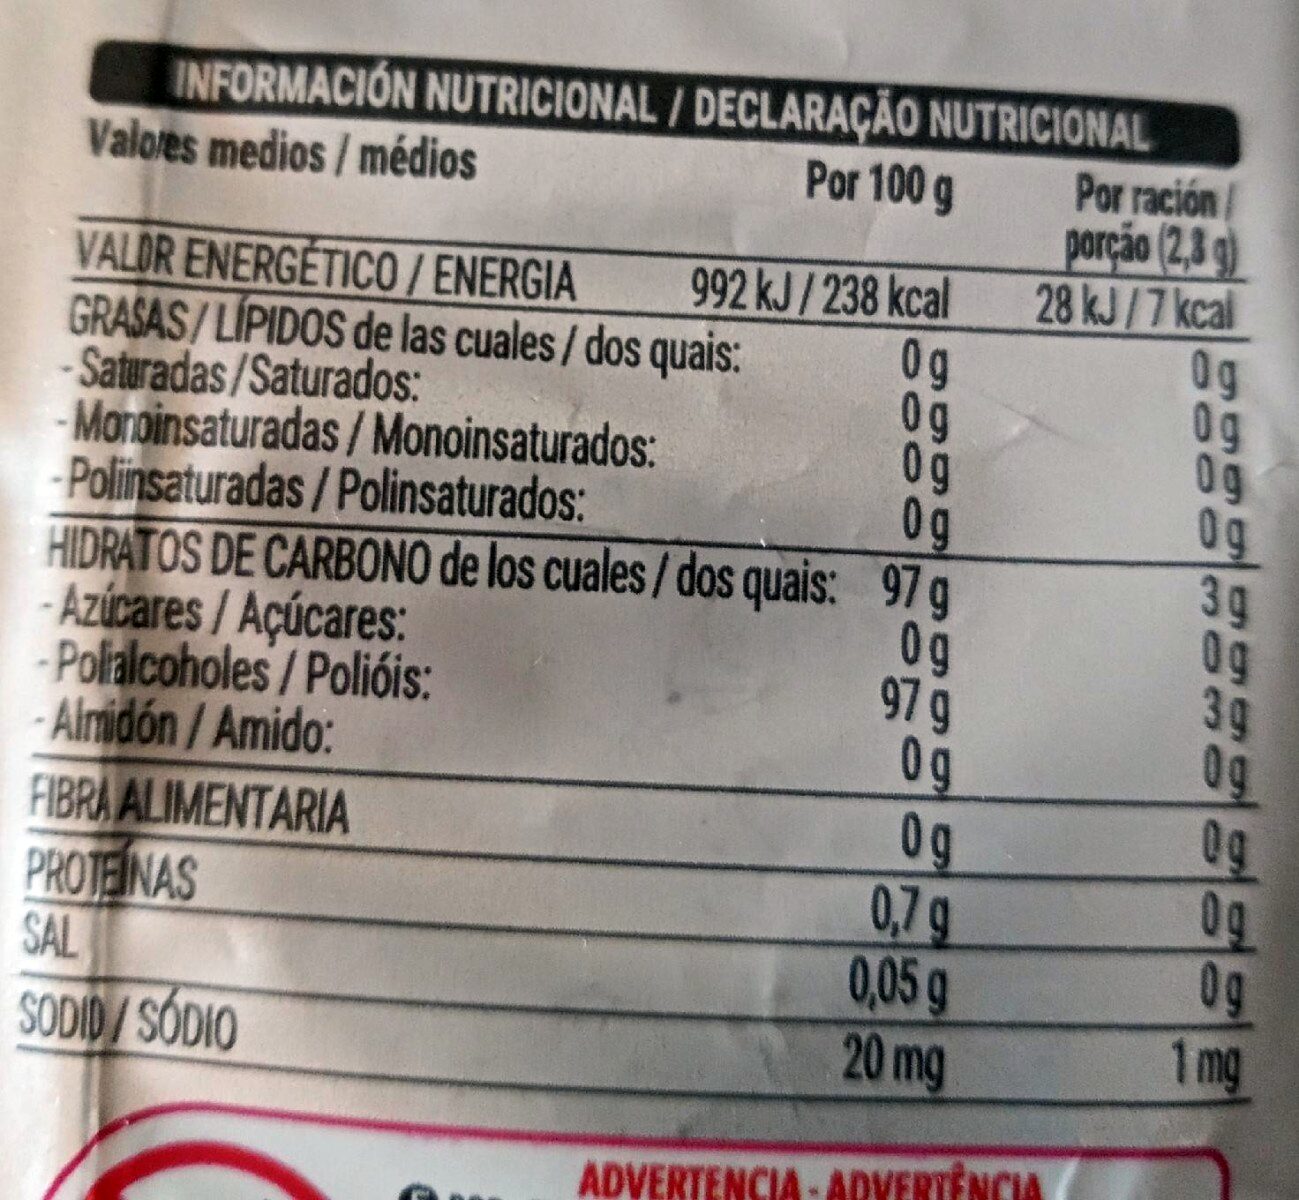 INFORMACIÓN NUTRICIONAL / DECLARAÇÃO NUTRICIONAL
Valores medios / médios Por 100 g Por ración / porção (2,8 g)
VALOR ENERGÉTICO / ENERGIA 992 kJ / 238 kcal 28 kJ / 7 kcal
GRASAS / LÍPIDOS de las cuales / dos quais: 0 g 0 g
- Saturadas / Saturados: 0 g 0 g
- Monoinsaturadas / Monoinsaturados: 0 g 0 g
- Poliinsaturadas / Polinsaturados: 0 g 0 g
HIDRATOS DE CARBONO de los cuales / dos quais: 97 g 3 g
- Azúcares / Açúcares: 0 g 0 g
- Polialcoholes / Polióis: 97 g 3 g
- Almidón / Amido: 0 g 0 g
FIBRA ALIMENTARIA 0 g 0 g
PROTEÍNAS 0,7 g 0 g
SAL 0,05 g 0 g
SODIO / SÓDIO 20 mg 1 mg
ADVERTENCIA - ADVERTÊNCIA